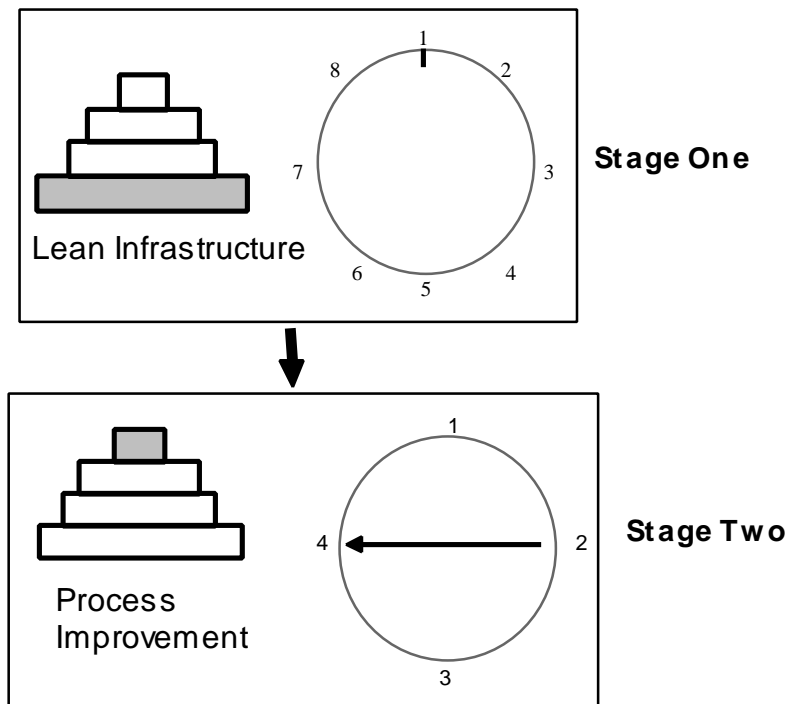 1
8
2
Stage One
7
3
Lean Infrastructure
6
4
5
1
4
2
Stage Two
Process
Improvement
3